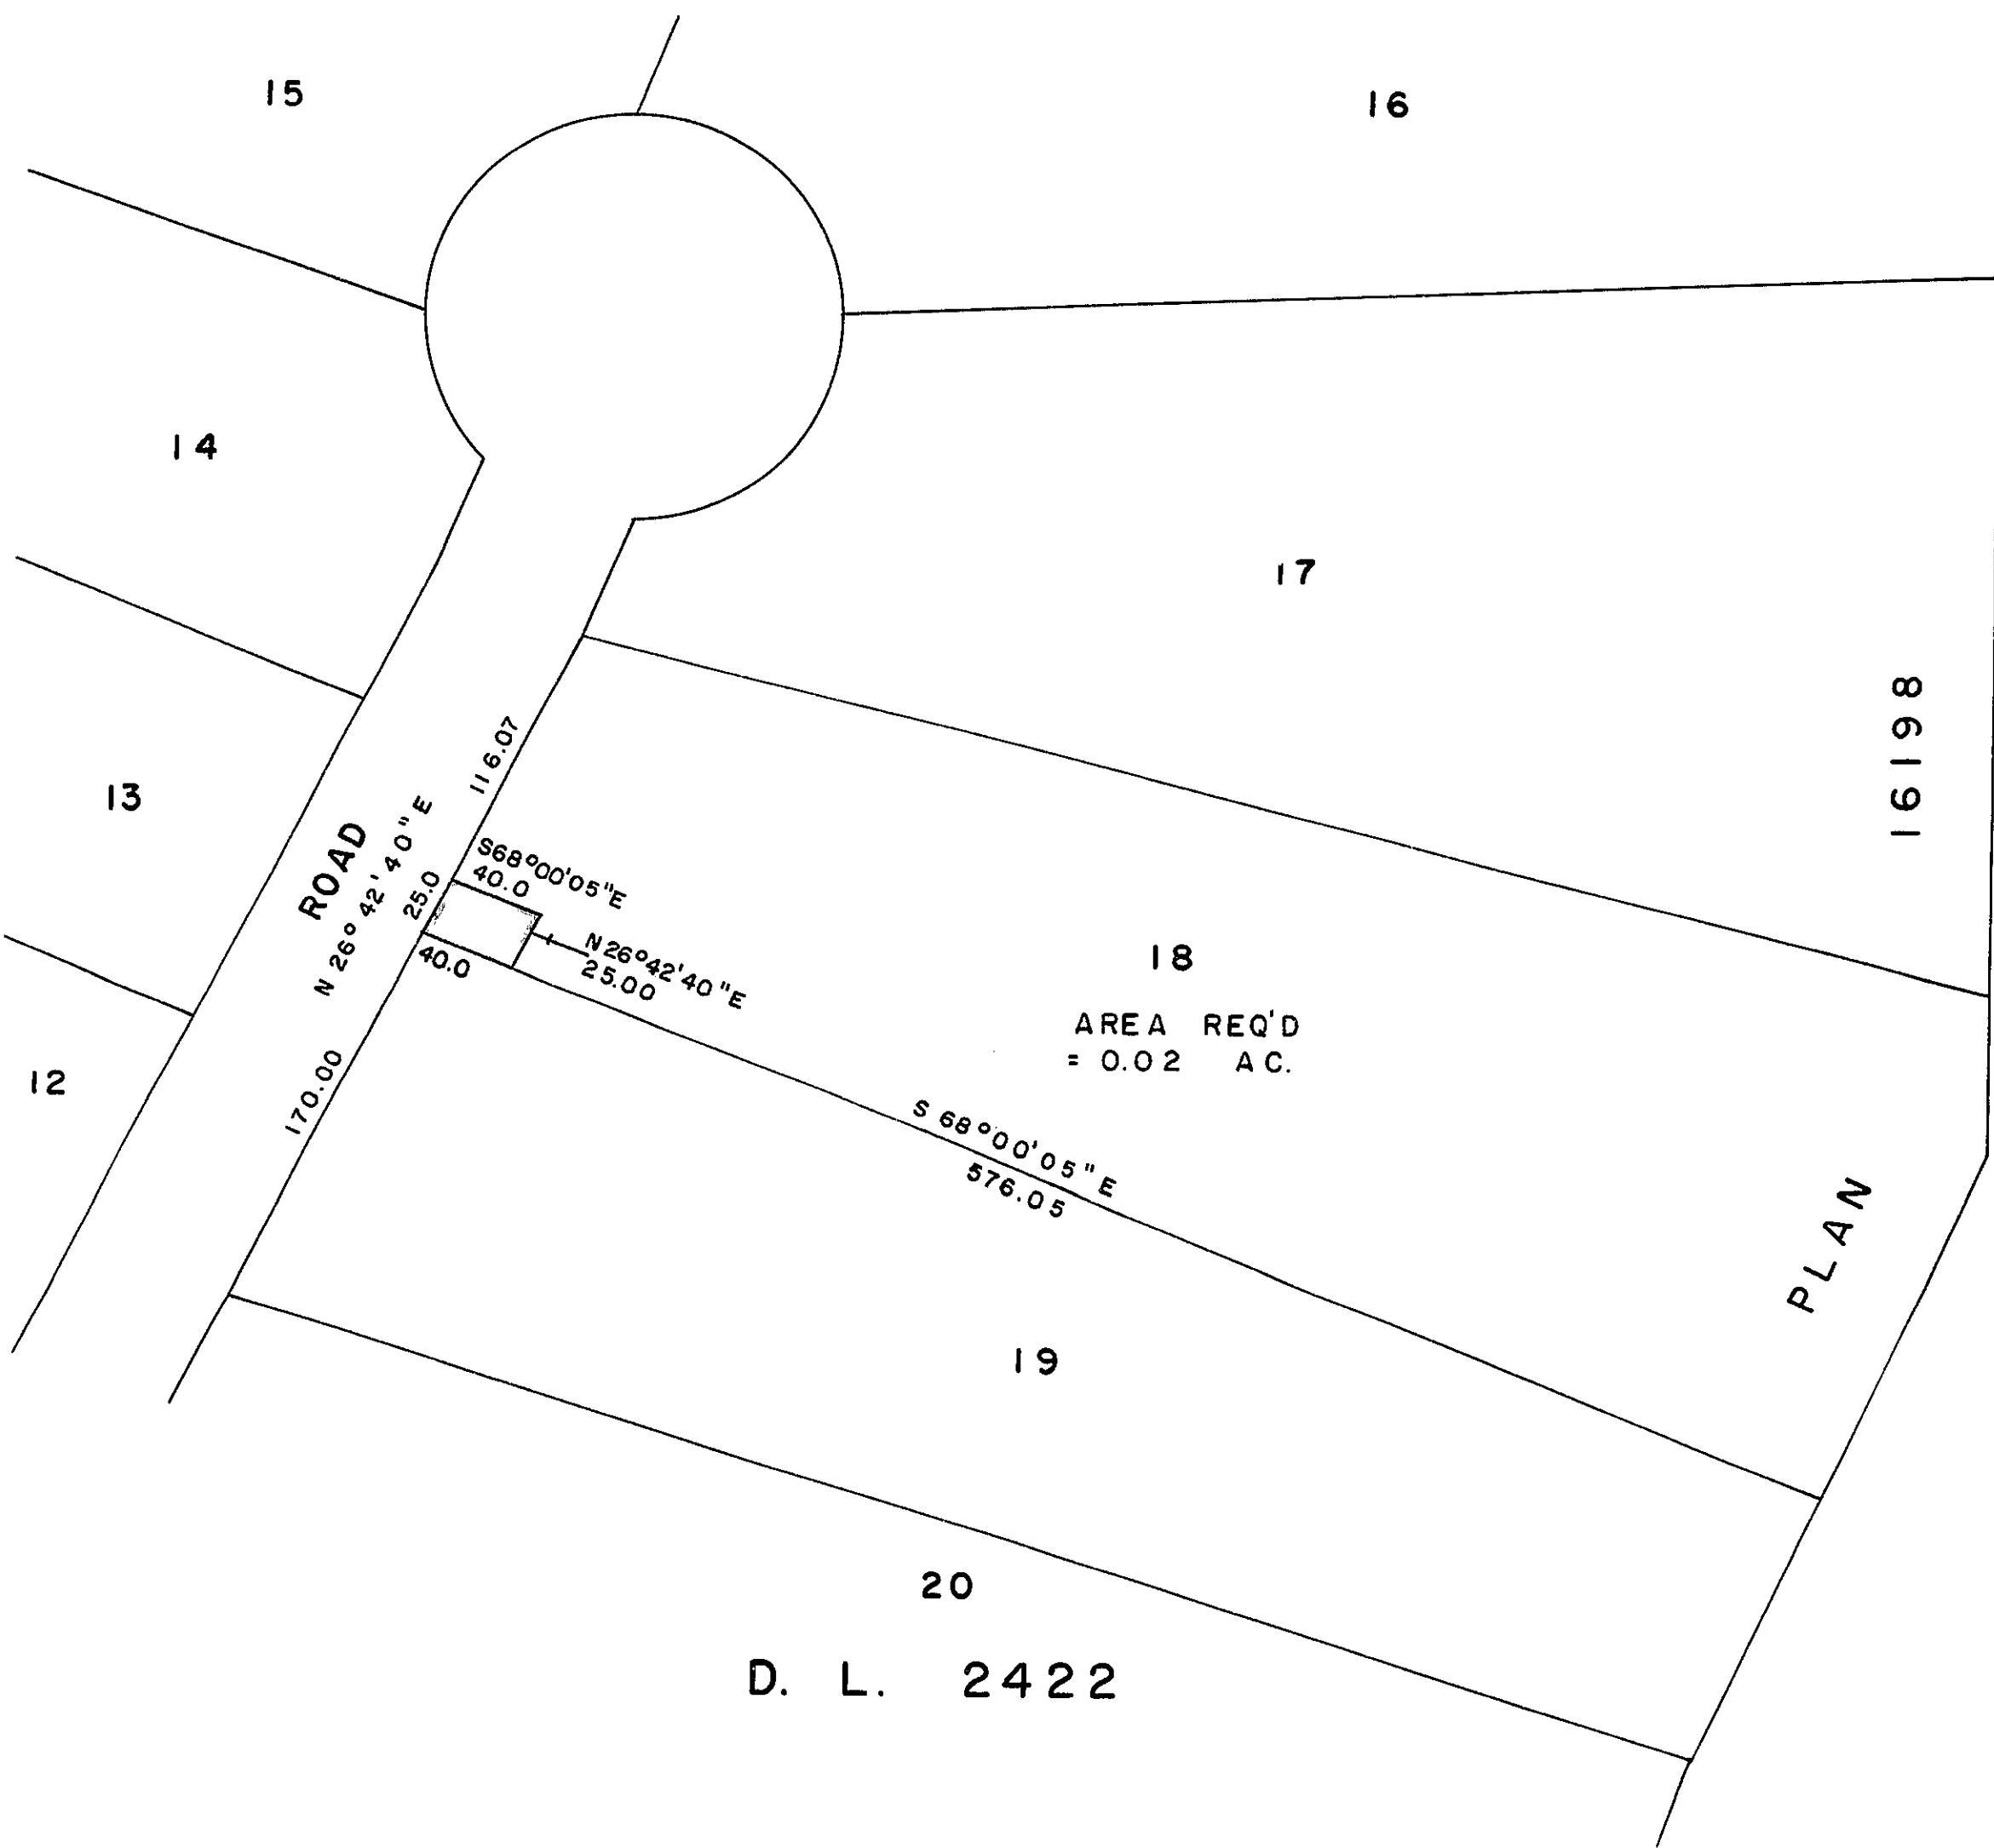 15
16
14
17
16198
116.07
13
ROAD
N 26° 42' 40" E
25.0
S68°00'05"E
40.0
40.0
N26°42'40"E
25.00
18
AREA REQ'D
= 0.02 AC.
12
170.00
S 68°00'05"E
576.05
PLAN
19
20
D. L. 2422